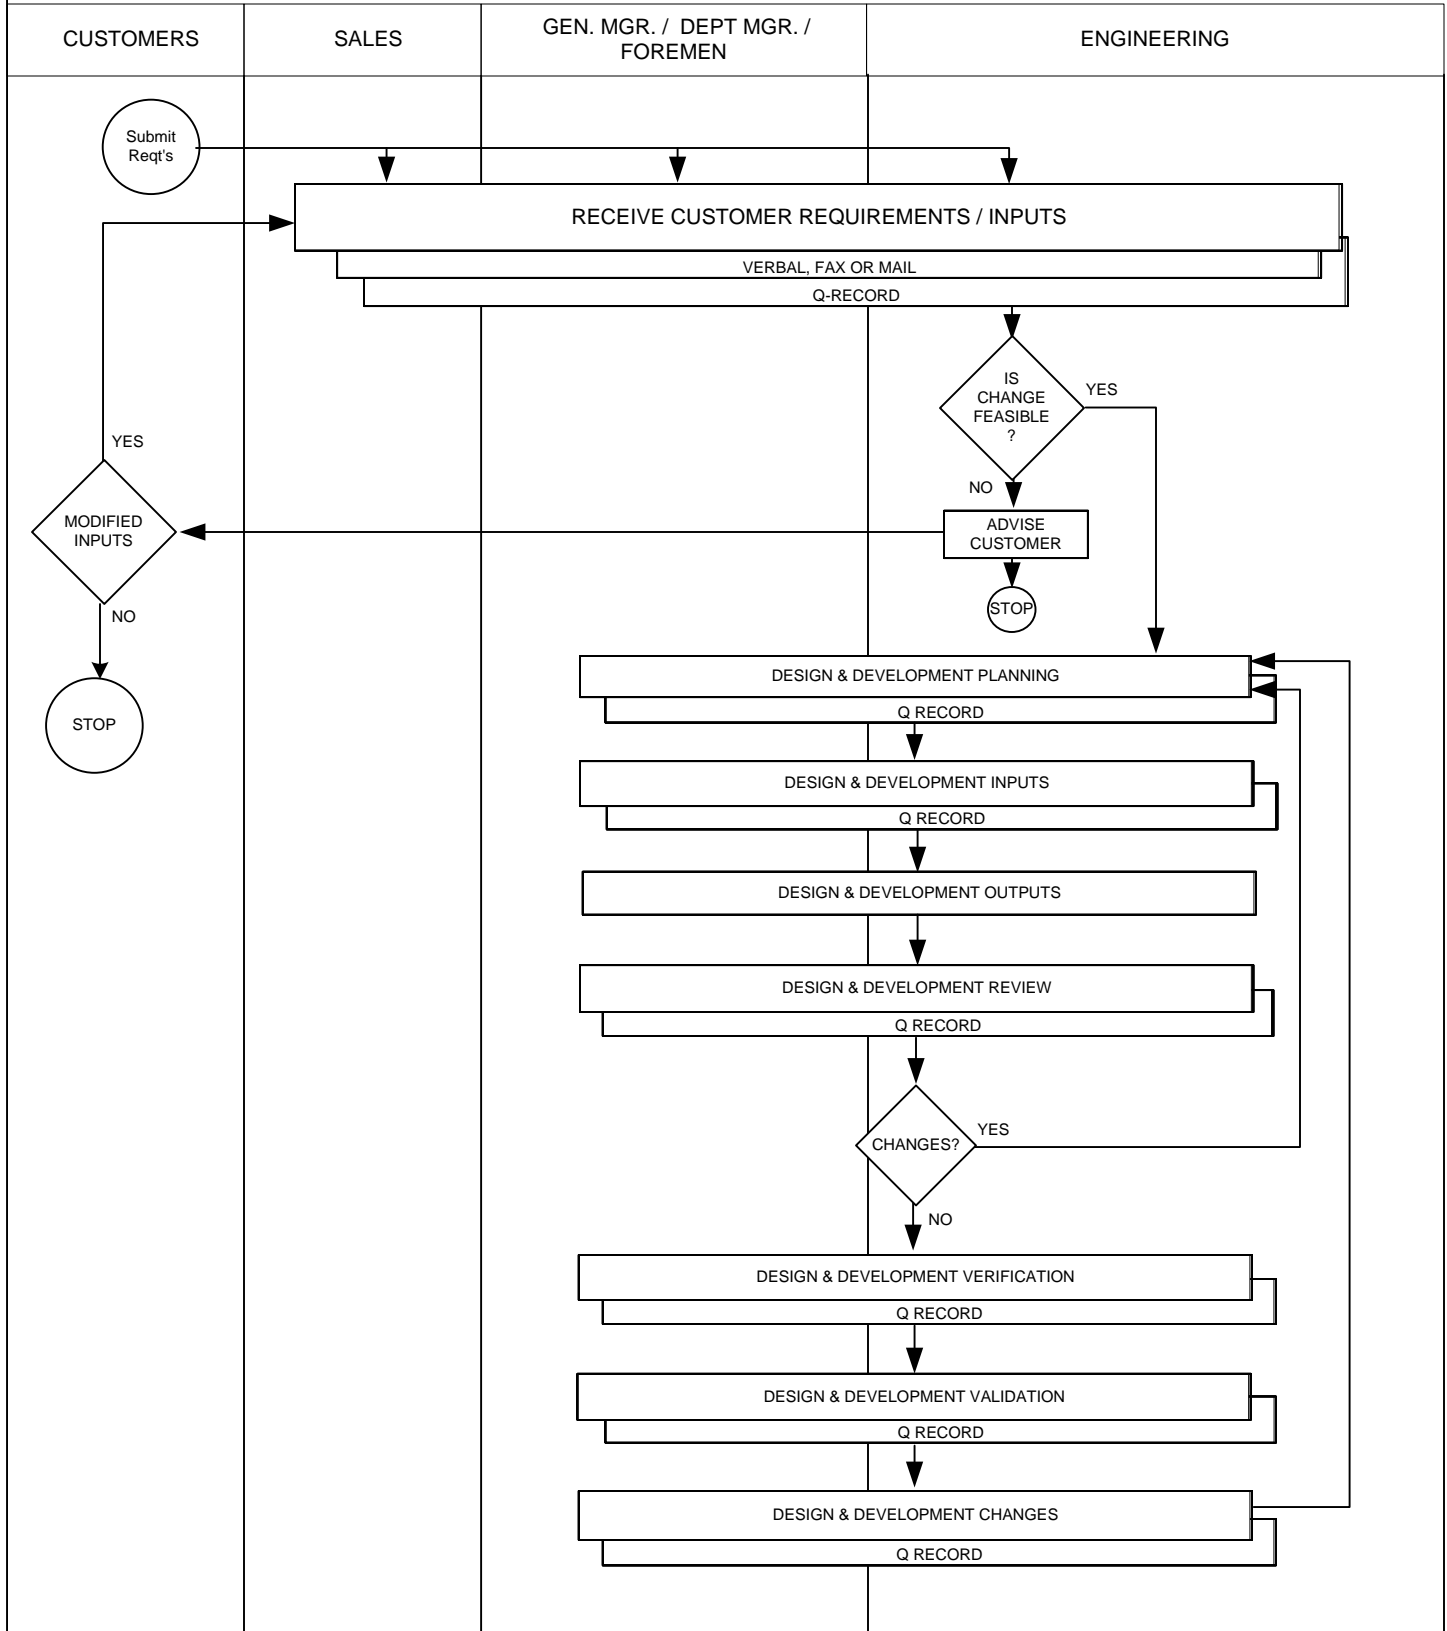 CUSTOMERS
SALES
GEN. MGR. / DEPT MGR. /
FOREMEN
ENGINEERING
Submit
Reqt's
RECEIVE CUSTOMER REQUIREMENTS / INPUTS
VERBAL, FAX OR MAIL
Q-RECORD
IS
CHANGE
FEASIBLE
?
YES
NO
ADVISE
CUSTOMER
STOP
YES
MODIFIED
INPUTS
NO
STOP
DESIGN & DEVELOPMENT PLANNING
Q RECORD
DESIGN & DEVELOPMENT INPUTS
Q RECORD
DESIGN & DEVELOPMENT OUTPUTS
DESIGN & DEVELOPMENT REVIEW
Q RECORD
CHANGES?
YES
NO
DESIGN & DEVELOPMENT VERIFICATION
Q RECORD
DESIGN & DEVELOPMENT VALIDATION
Q RECORD
DESIGN & DEVELOPMENT CHANGES
Q RECORD